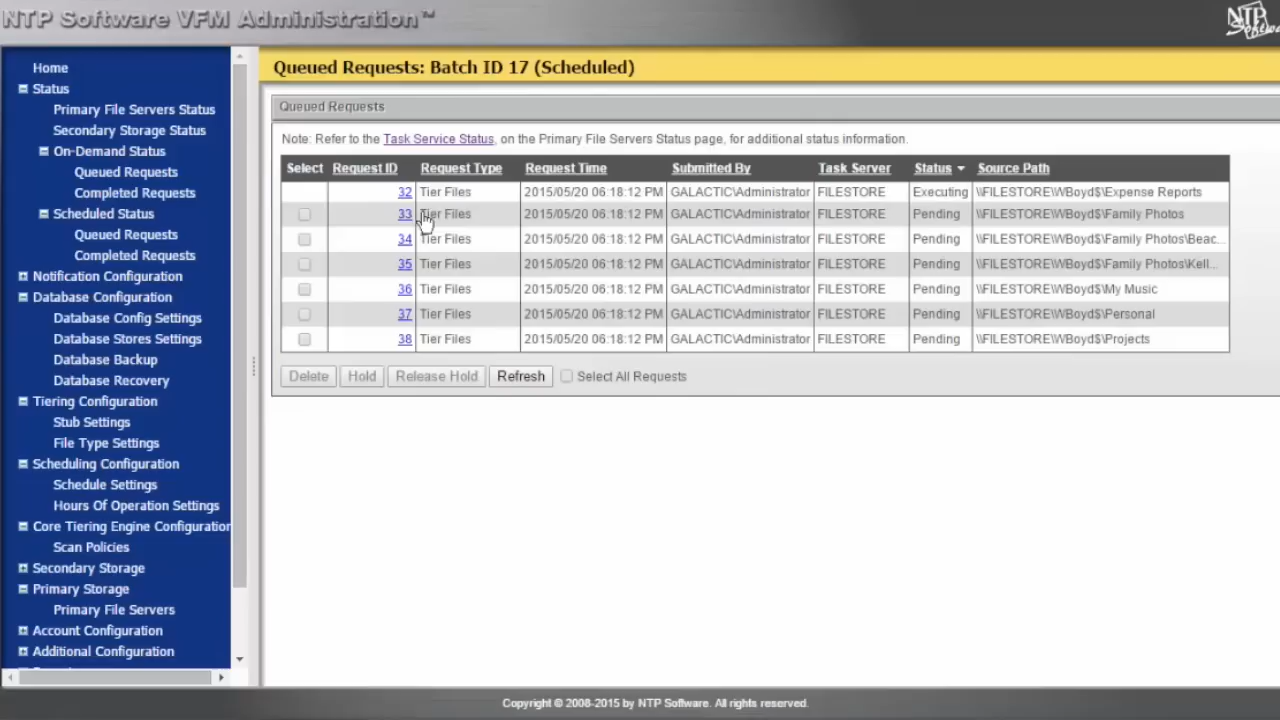 NTP Software VFM Administration™
NTP Software
Home
Status
Primary File Servers Status
Secondary Storage Status
On-Demand Status
Queued Requests
Completed Requests
Scheduled Status
Queued Requests
Completed Requests
Notification Configuration
Database Configuration
Database Config Settings
Database Stores Settings
Database Backup
Database Recovery
Tiering Configuration
Stub Settings
File Type Settings
Scheduling Configuration
Schedule Settings
Hours Of Operation Settings
Core Tiering Engine Configuration
Scan Policies
Secondary Storage
Primary Storage
Primary File Servers
Account Configuration
Additional Configuration
Queued Requests: Batch ID 17 (Scheduled)
Queued Requests
Note: Refer to the Task Service Status, on the Primary File Servers Status page, for additional status information.
Select Request ID Request Type Request Time Submitted By Task Server Status Source Path
32 Tier Files 2015/05/20 06:18:12 PM GALACTIC\Administrator FILESTORE Executing \\FILESTORE\WBoyd$\Expense Reports
33 Tier Files 2015/05/20 06:18:12 PM GALACTIC\Administrator FILESTORE Pending \\FILESTORE\WBoyd$\Family Photos
34 Tier Files 2015/05/20 06:18:12 PM GALACTIC\Administrator FILESTORE Pending \\FILESTORE\WBoyd$\Family Photos\Beac...
35 Tier Files 2015/05/20 06:18:12 PM GALACTIC\Administrator FILESTORE Pending \\FILESTORE\WBoyd$\Family Photos\Kell...
36 Tier Files 2015/05/20 06:18:12 PM GALACTIC\Administrator FILESTORE Pending \\FILESTORE\WBoyd$\My Music
37 Tier Files 2015/05/20 06:18:12 PM GALACTIC\Administrator FILESTORE Pending \\FILESTORE\WBoyd$\Personal
38 Tier Files 2015/05/20 06:18:12 PM GALACTIC\Administrator FILESTORE Pending \\FILESTORE\WBoyd$\Projects
Delete Hold Release Hold Refresh Select All Requests
Copyright © 2008-2015 by NTP Software. All rights reserved.